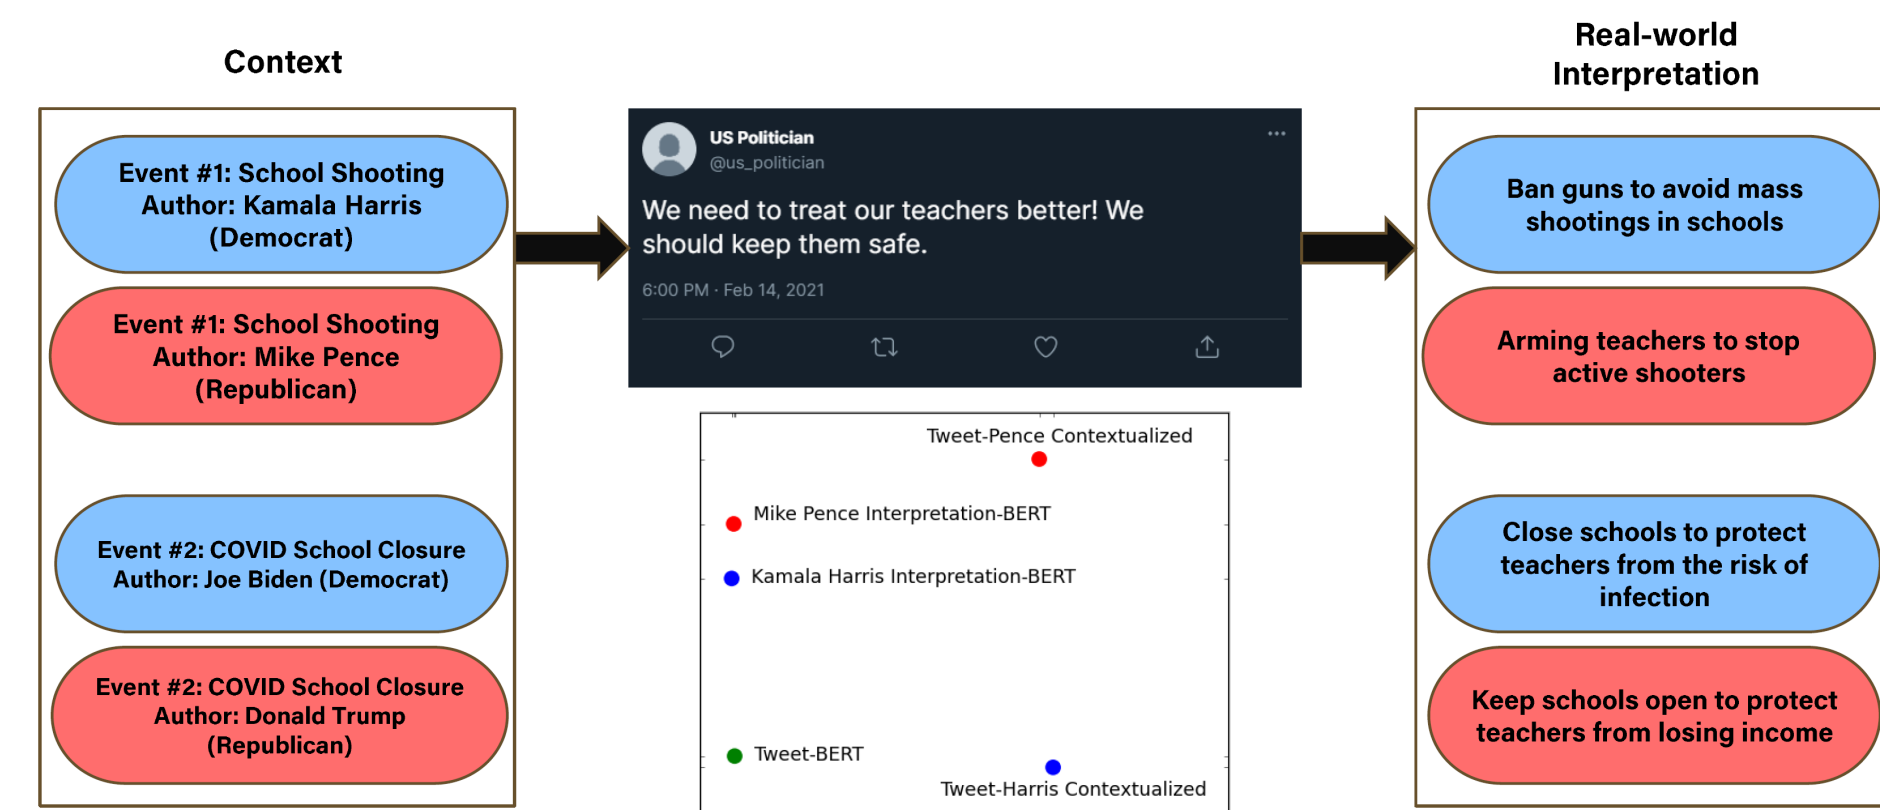 Context
Event #1: School Shooting
Author: Kamala Harris
(Democrat)
Event #1: School Shooting
Author: Mike Pence
(Republican)
Event #2: COVID School Closure
Author: Joe Biden (Democrat)
Event #2: COVID School Closure
Author: Donald Trump
(Republican)
US Politician
@us_politician
We need to treat our teachers better! We
should keep them safe.
6:00 PM · Feb 14, 2021
Tweet-Pence Contextualized
Mike Pence Interpretation-BERT
Kamala Harris Interpretation-BERT
Tweet-BERT
Tweet-Harris Contextualized
Real-world
Interpretation
Ban guns to avoid mass
shootings in schools
Arming teachers to stop
active shooters
Close schools to protect
teachers from the risk of
infection
Keep schools open to protect
teachers from losing income